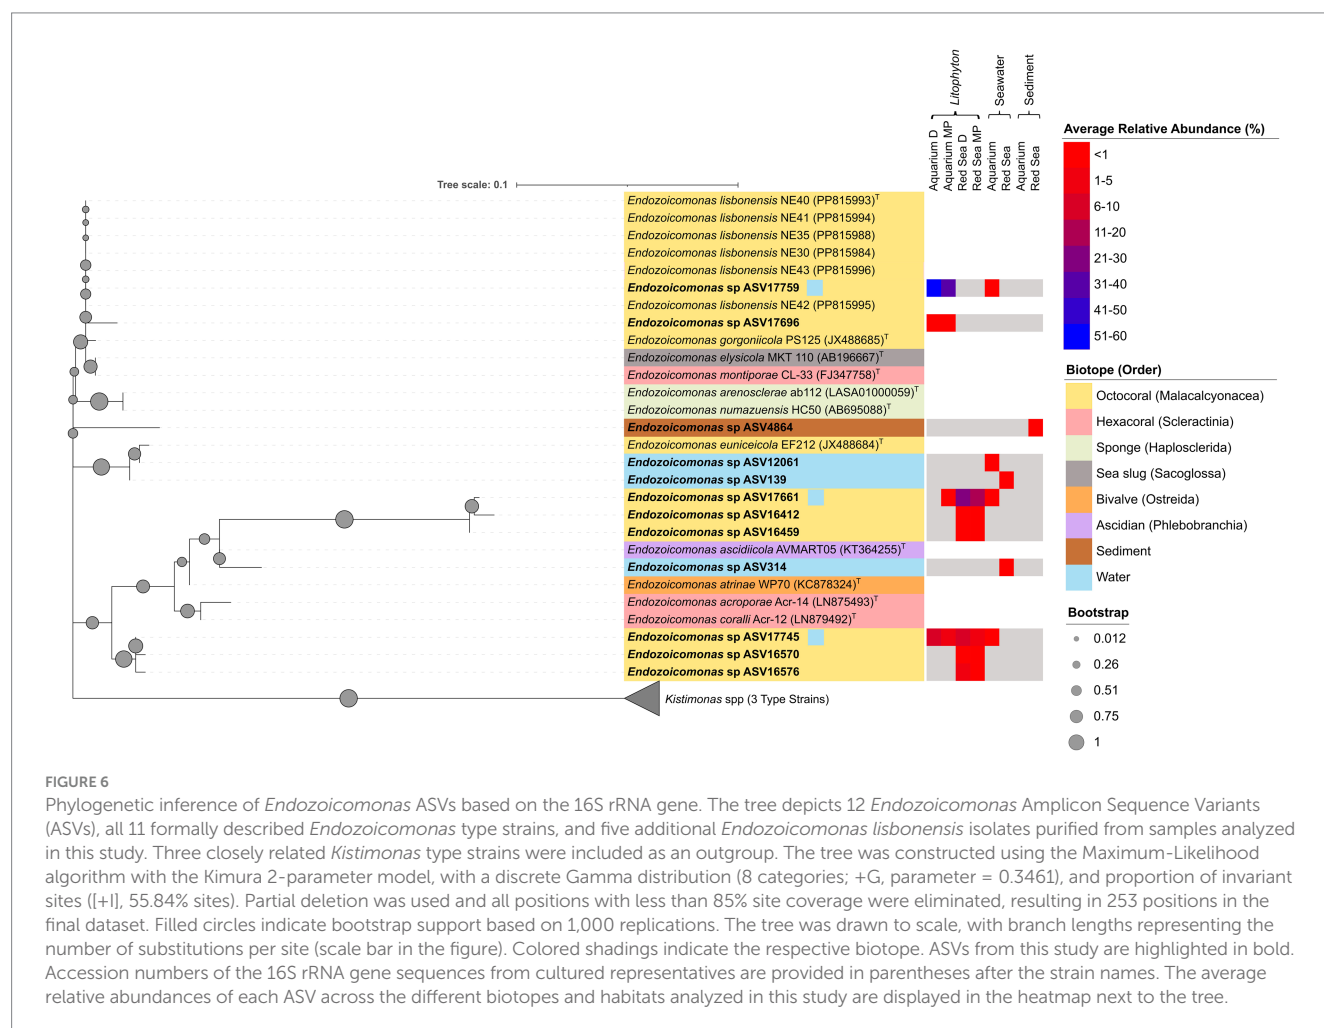 Litophyton
Seawater
Sediment
Aquarium D
Aquarium MP
Red Sea D
Red Sea MP
Aquarium
Red Sea
Aquarium
Red Sea
Tree scale: 0.1
Endozoicomonas lisbonensis NE40 (PP815993)T
Endozoicomonas lisbonensis NE41 (PP815994)
Endozoicomonas lisbonensis NE35 (PP815988)
Endozoicomonas lisbonensis NE30 (PP815984)
Endozoicomonas lisbonensis NE43 (PP815996)
Endozoicomonas sp ASV17759
Endozoicomonas lisbonensis NE42 (PP815995)
Endozoicomonas sp ASV17696
Endozoicomonas gorgoniicola PS125 (JX488685)T
Endozoicomonas elysicola MKT 110 (AB196667)T
Endozoicomonas montiporae CL-33 (FJ347758)T
Endozoicomonas arenosclerae ab112 (LASA01000059)T
Endozoicomonas numazuensis HC50 (AB695088)T
Endozoicomonas sp ASV4864
Endozoicomonas euniceicola EF212 (JX488684)T
Endozoicomonas sp ASV12061
Endozoicomonas sp ASV139
Endozoicomonas sp ASV17661
Endozoicomonas sp ASV16412
Endozoicomonas sp ASV16459
Endozoicomonas ascidiicola AVMART05 (KT364255)T
Endozoicomonas sp ASV314
Endozoicomonas atrinae WP70 (KC878324)T
Endozoicomonas acroporae Acr-14 (LN875493)T
Endozoicomonas coralli Acr-12 (LN879492)T
Endozoicomonas sp ASV17745
Endozoicomonas sp ASV16570
Endozoicomonas sp ASV16576
Kistimonas spp (3 Type Strains)
Average Relative Abundance (%)
<1
1-5
6-10
11-20
21-30
31-40
41-50
51-60
Biotope (Order)
Octocoral (Malacalcyonacea)
Hexacoral (Scleractinia)
Sponge (Haplosclerida)
Sea slug (Sacoglossa)
Bivalve (Ostreida)
Ascidian (Phlebobranchia)
Sediment
Water
Bootstrap
0.012
0.26
0.51
0.75
1
FIGURE 6
Phylogenetic inference of Endozoicomonas ASVs based on the 16S rRNA gene. The tree depicts 12 Endozoicomonas Amplicon Sequence Variants
(ASVs), all 11 formally described Endozoicomonas type strains, and five additional Endozoicomonas lisbonensis isolates purified from samples analyzed
in this study. Three closely related Kistimonas type strains were included as an outgroup. The tree was constructed using the Maximum-Likelihood
algorithm with the Kimura 2-parameter model, with a discrete Gamma distribution (8 categories; +G, parameter = 0.3461), and proportion of invariant
sites ([+I], 55.84% sites). Partial deletion was used and all positions with less than 85% site coverage were eliminated, resulting in 253 positions in the
final dataset. Filled circles indicate bootstrap support based on 1,000 replications. The tree was drawn to scale, with branch lengths representing the
number of substitutions per site (scale bar in the figure). Colored shadings indicate the respective biotope. ASVs from this study are highlighted in bold.
Accession numbers of the 16S rRNA gene sequences from cultured representatives are provided in parentheses after the strain names. The average
relative abundances of each ASV across the different biotopes and habitats analyzed in this study are displayed in the heatmap next to the tree.